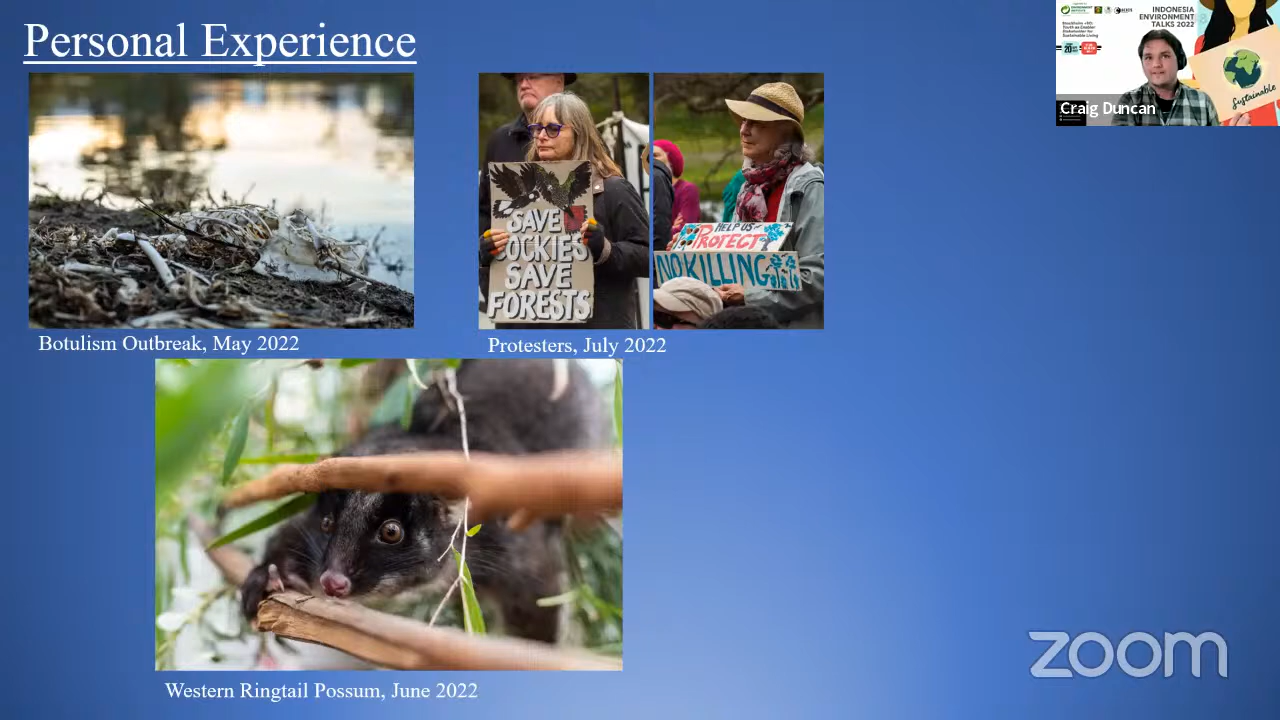 Personal Experience
INDONESIA
ENVIRONMENT
TALKS 2022
Sustainable
Craig Duncan
SAVE
COCKIES
SAVE
FORESTS
HELP US
PROTECT
NO KILLING
Botulism Outbreak, May 2022
Protesters, July 2022
Western Ringtail Possum, June 2022
zoom